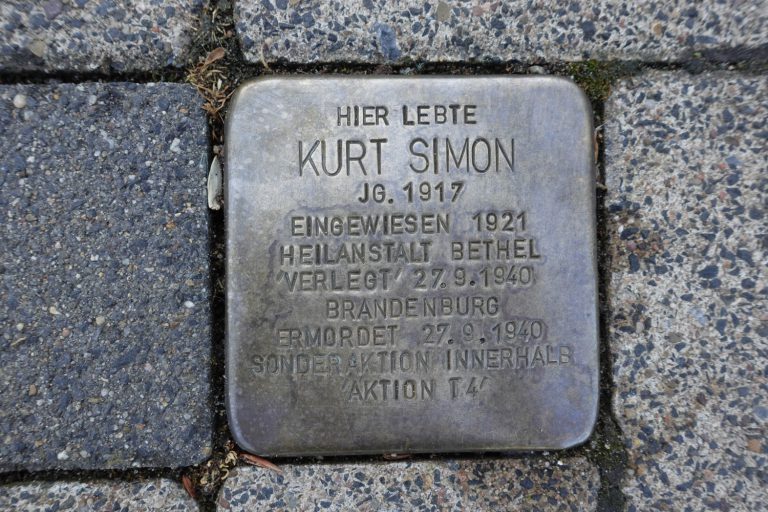 HIER LEBTE
KURT SIMON
JG. 1917
EINGEWIESEN 1921
HEILANSTALT BETHEL
'VERLEGT' 27.9.1940
BRANDENBURG
ERMORDET 27.9.1940
SONDERAKTION INNERHALB
'AKTION T4'